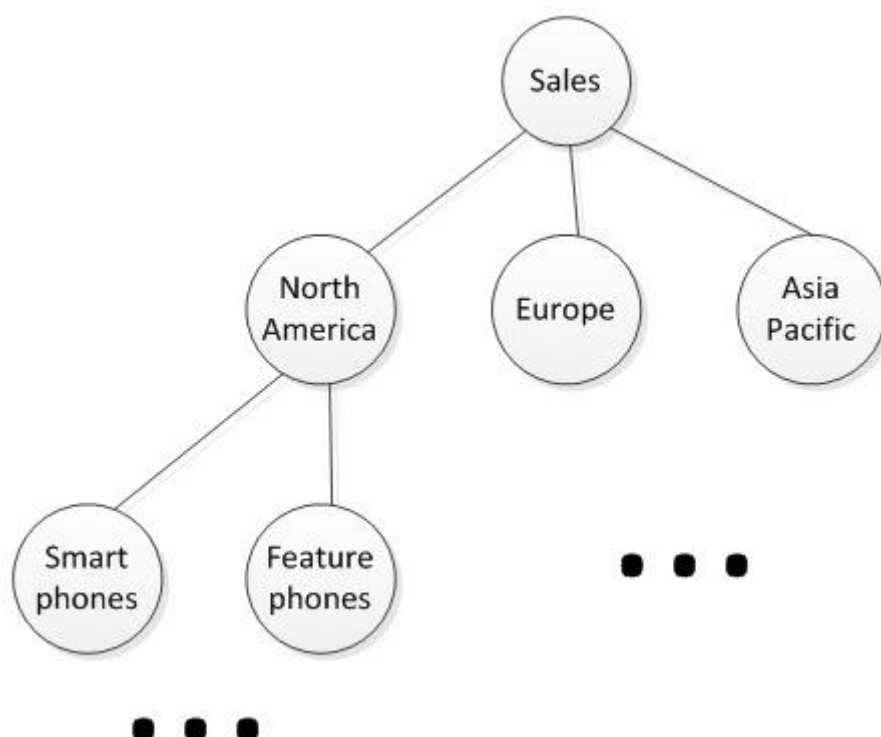 Sales
North
America
Europe
Asia
Pacific
Smart
phones
Feature
phones